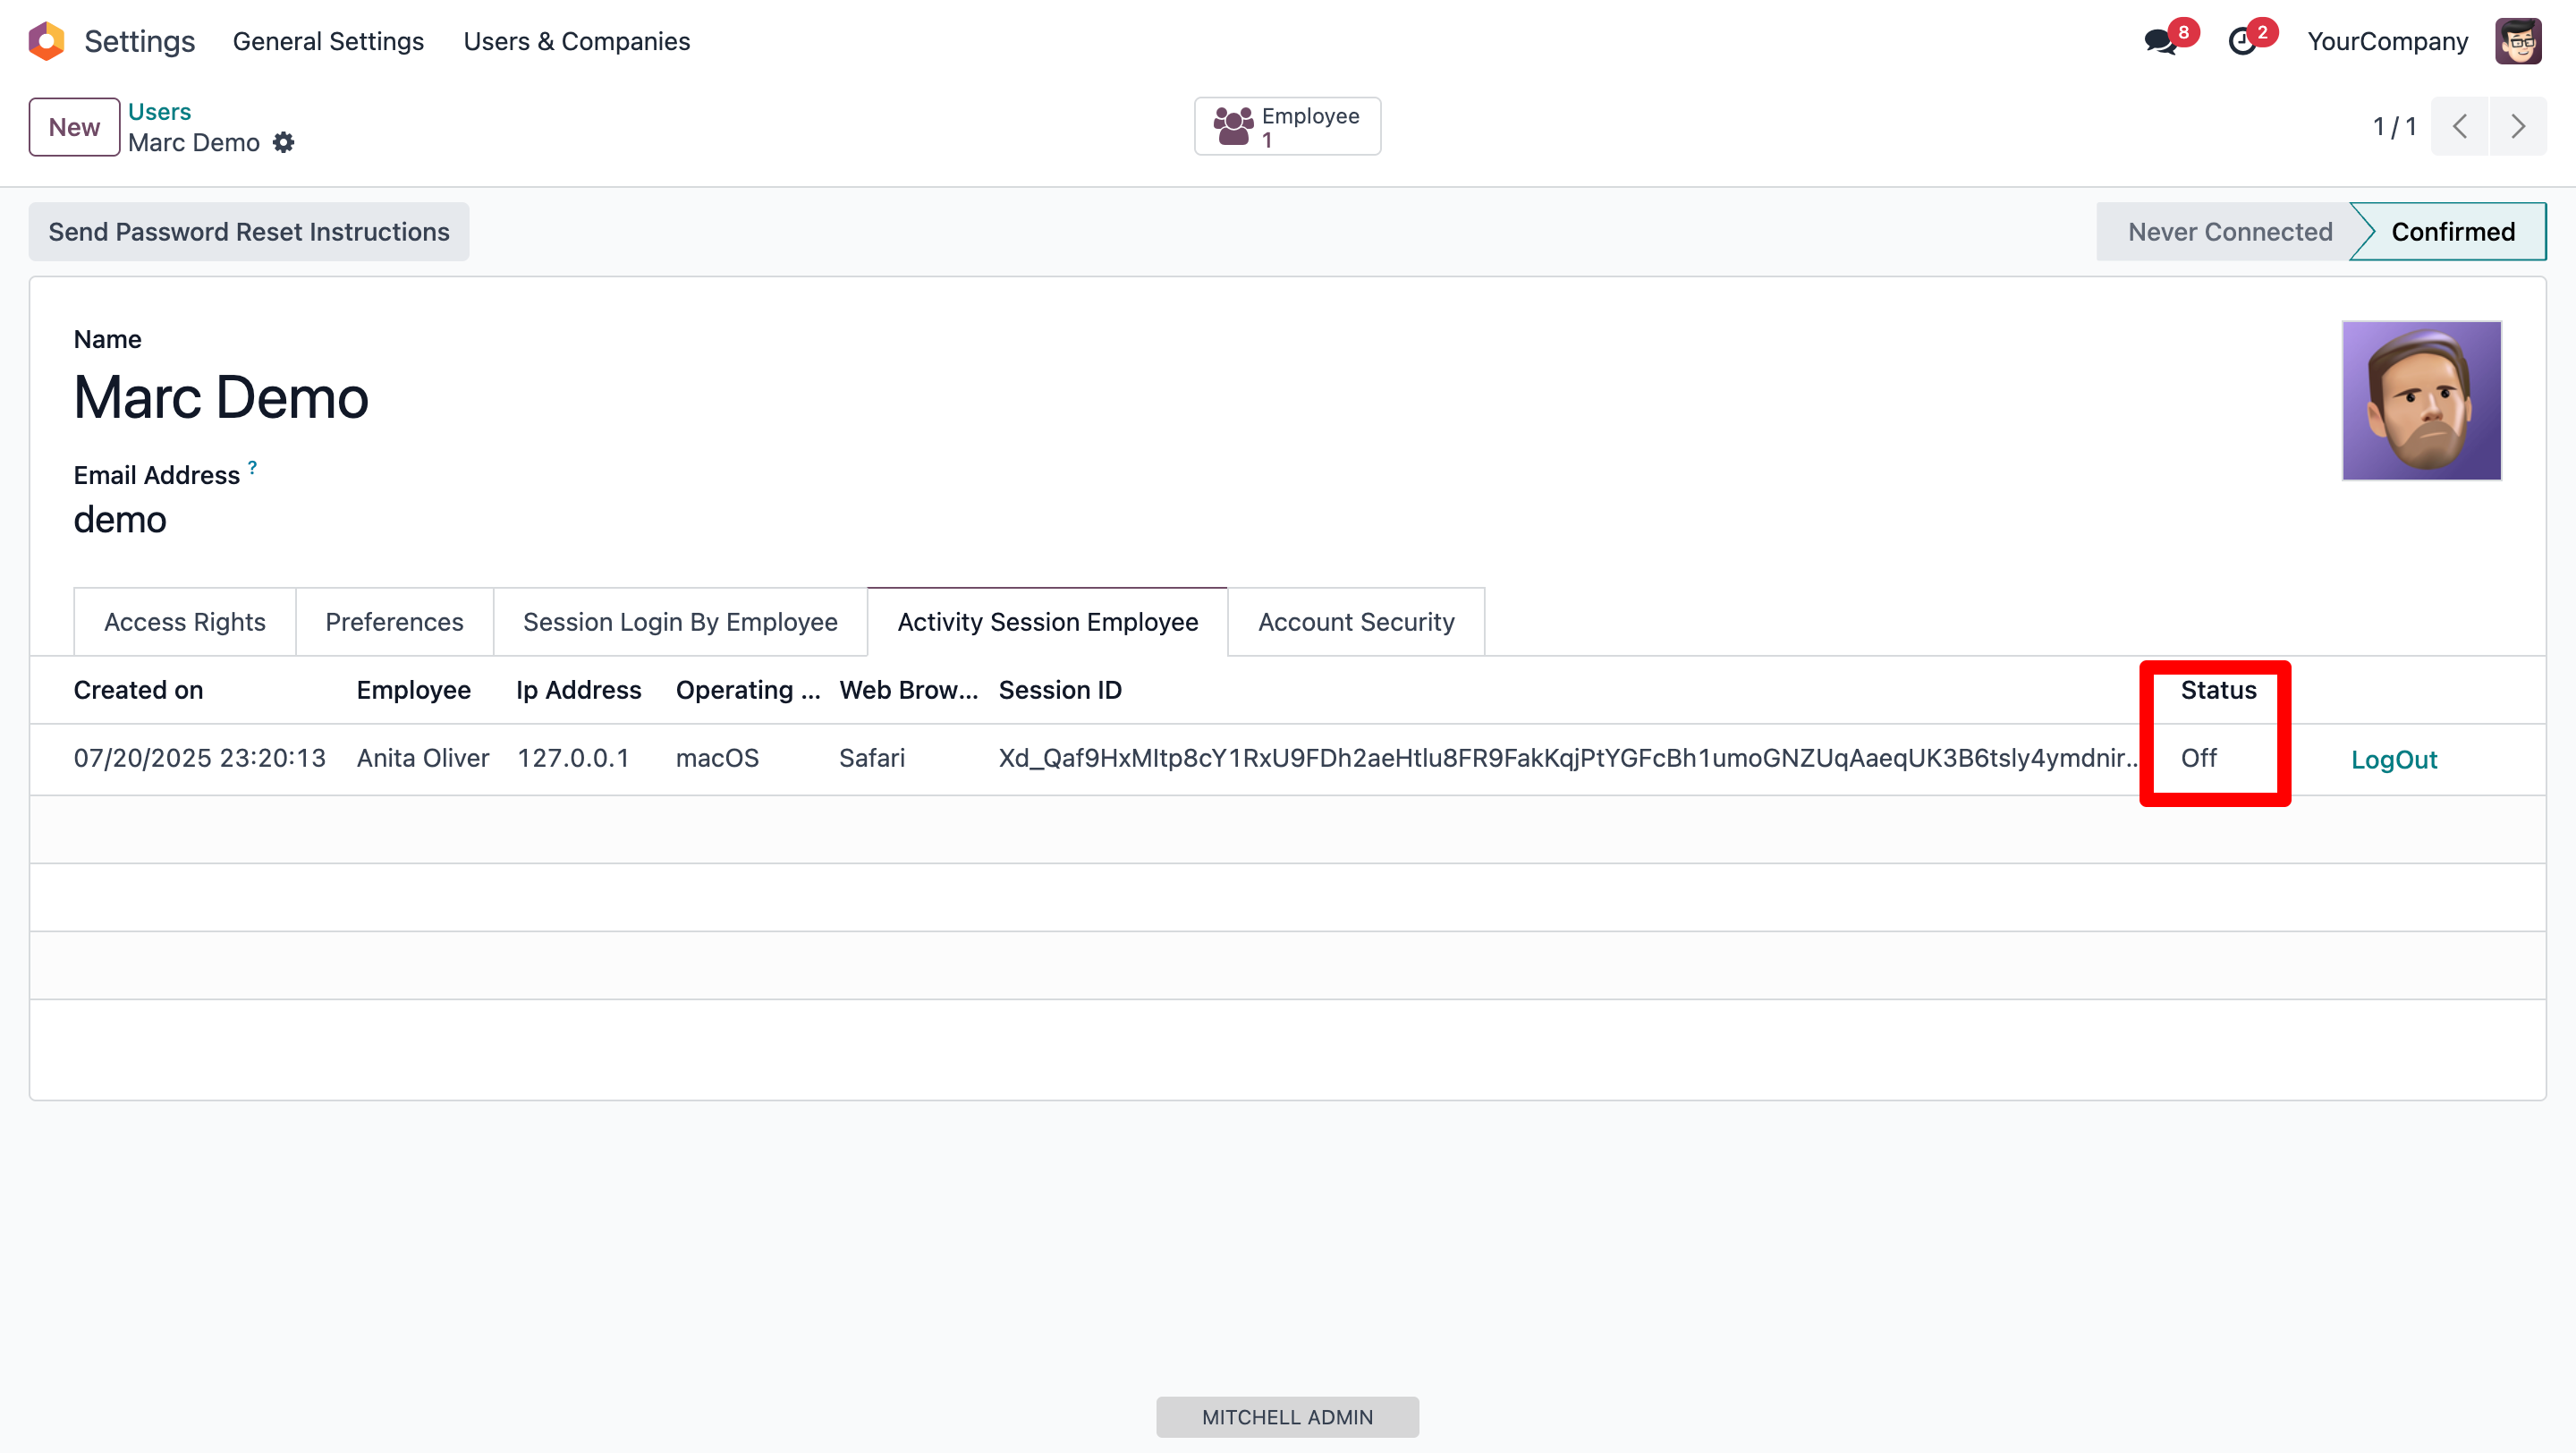 Settings General Settings Users & Companies 8 2 YourCompany
New Users Employee 1 / 1
Marc Demo 1
Send Password Reset Instructions Never Connected Confirmed
Name
Marc Demo
Email Address ?
demo
Access Rights Preferences Session Login By Employee Activity Session Employee Account Security
Created on Employee Ip Address Operating ... Web Brow... Session ID Status
07/20/2025 23:20:13 Anita Oliver 127.0.0.1 macOS Safari Xd_Qaf9HxMItp8cY1RxU9FDh2aeHtlu8FR9FakKqjPtYGFcBh1umoGNZUqAaeqUK3B6tsly4ymdnir... Off LogOut
MITCHELL ADMIN